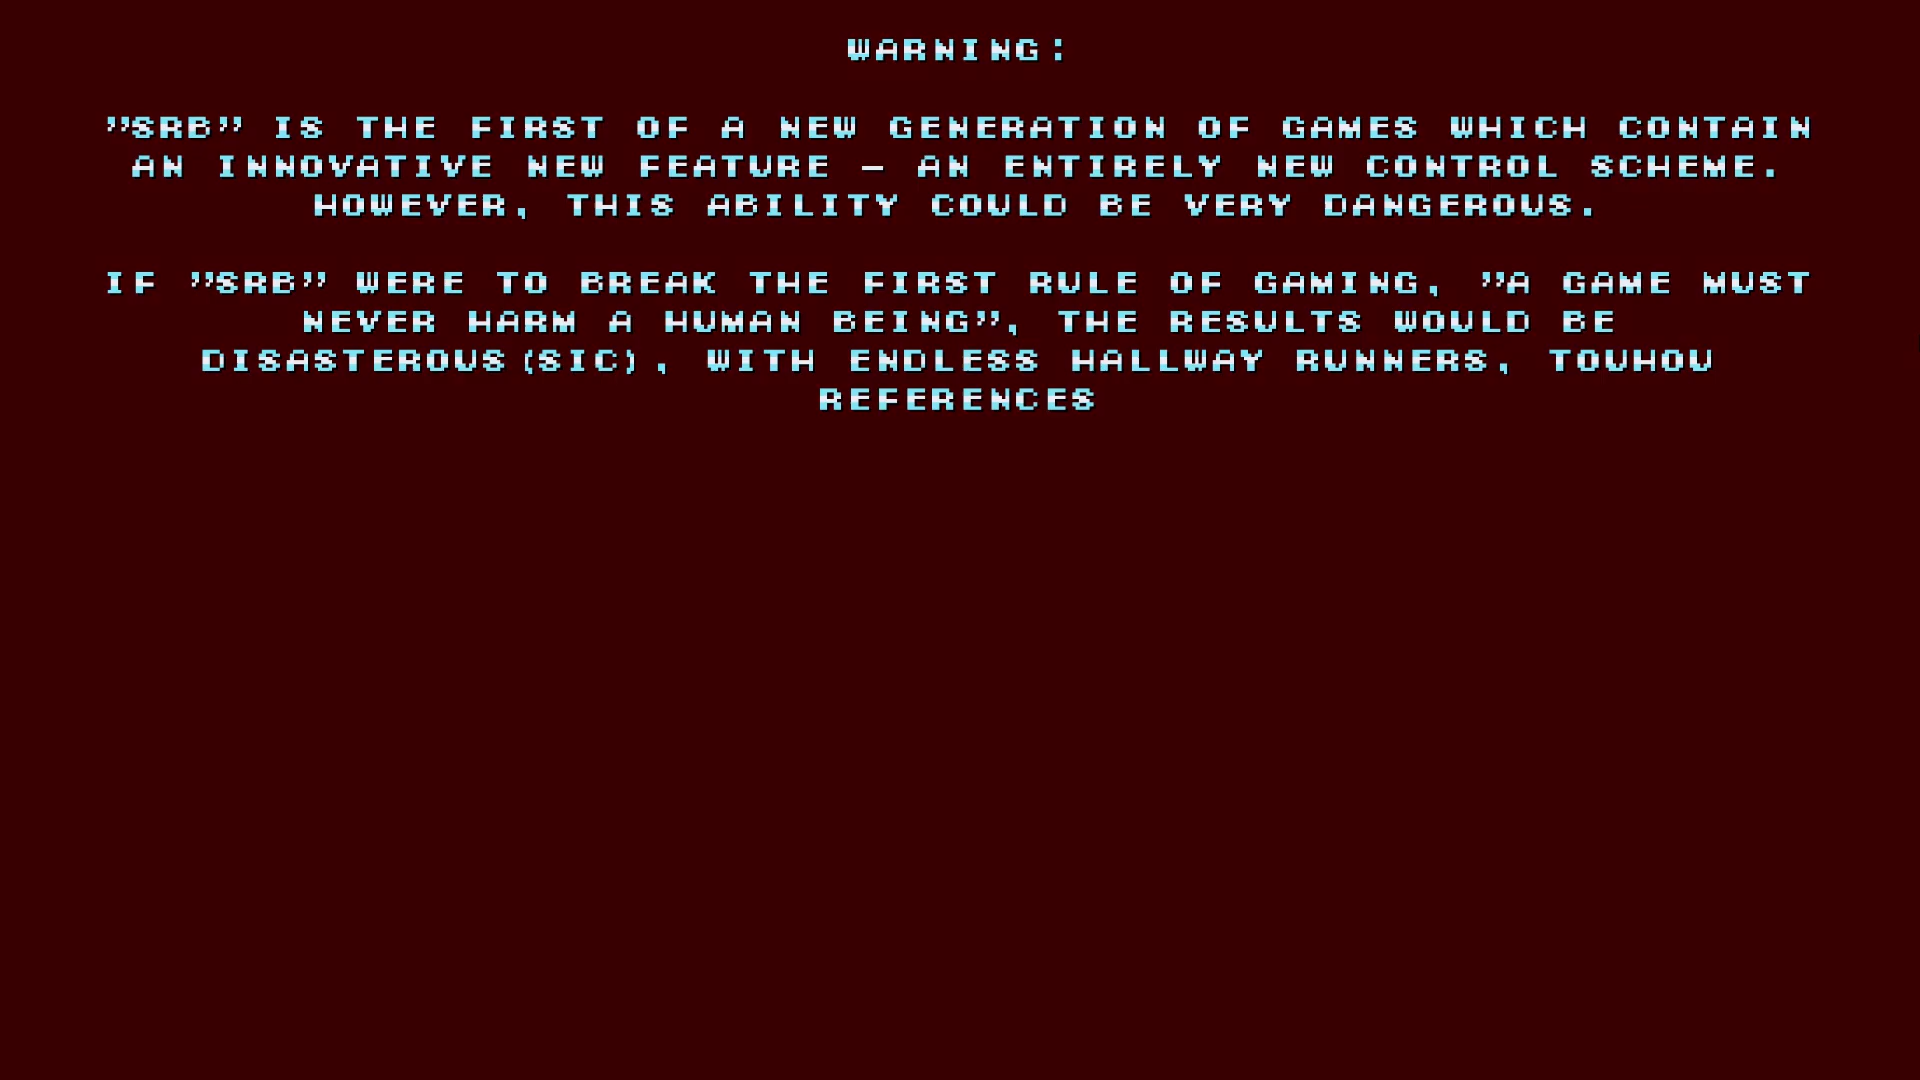 WARNING:
"SRB" IS THE FIRST OF A NEW GENERATION OF GAMES WHICH CONTAIN
AN INNOVATIVE NEW FEATURE - AN ENTIRELY NEW CONTROL SCHEME.
HOWEVER, THIS ABILITY COULD BE VERY DANGEROUS.
IF "SRB" WERE TO BREAK THE FIRST RULE OF GAMING, "A GAME MUST
NEVER HARM A HUMAN BEING", THE RESULTS WOULD BE
DISASTEROUS(SIC), WITH ENDLESS HALLWAY RUNNERS, TOUHOU
REFERENCES